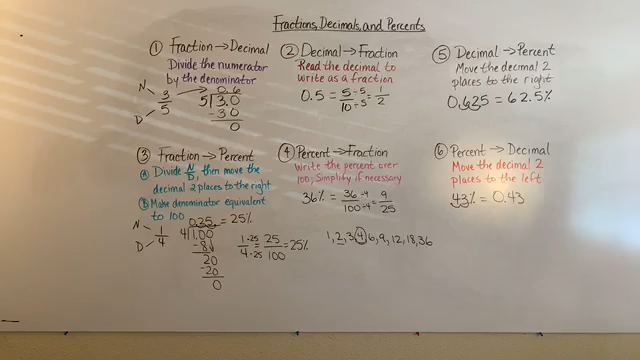 Fractions, Decimals, and Percents
① Fraction → Decimal
Divide the numerator
by the denominator
N 3/5 D
0.6
5 3.0
-3 0
0
② Decimal → Fraction
Read the decimal to
write as a fraction
0.5 = 5/10 ÷5/÷5 = 1/2
③ Fraction → Percent
ⓐ Divide N/D, then move the
decimal 2 places to the right
ⓑ Make denominator equivalent
to 100
N 1/4 D
0.25 = 25%
4 1.00
-8
20
-20
0
1·25/4·25 = 25/100 = 25%
④ Percent → Fraction
Write the percent over
100, Simplify if necessary
36% = 36/100 ÷4/÷4 = 9/25
1, 2, 3, 4, 6, 9, 12, 18, 36
⑤ Decimal → Percent
Move the decimal 2
places to the right
0.625 = 62.5%
⑥ Percent → Decimal
Move the decimal 2
places to the left
43% = 0.43